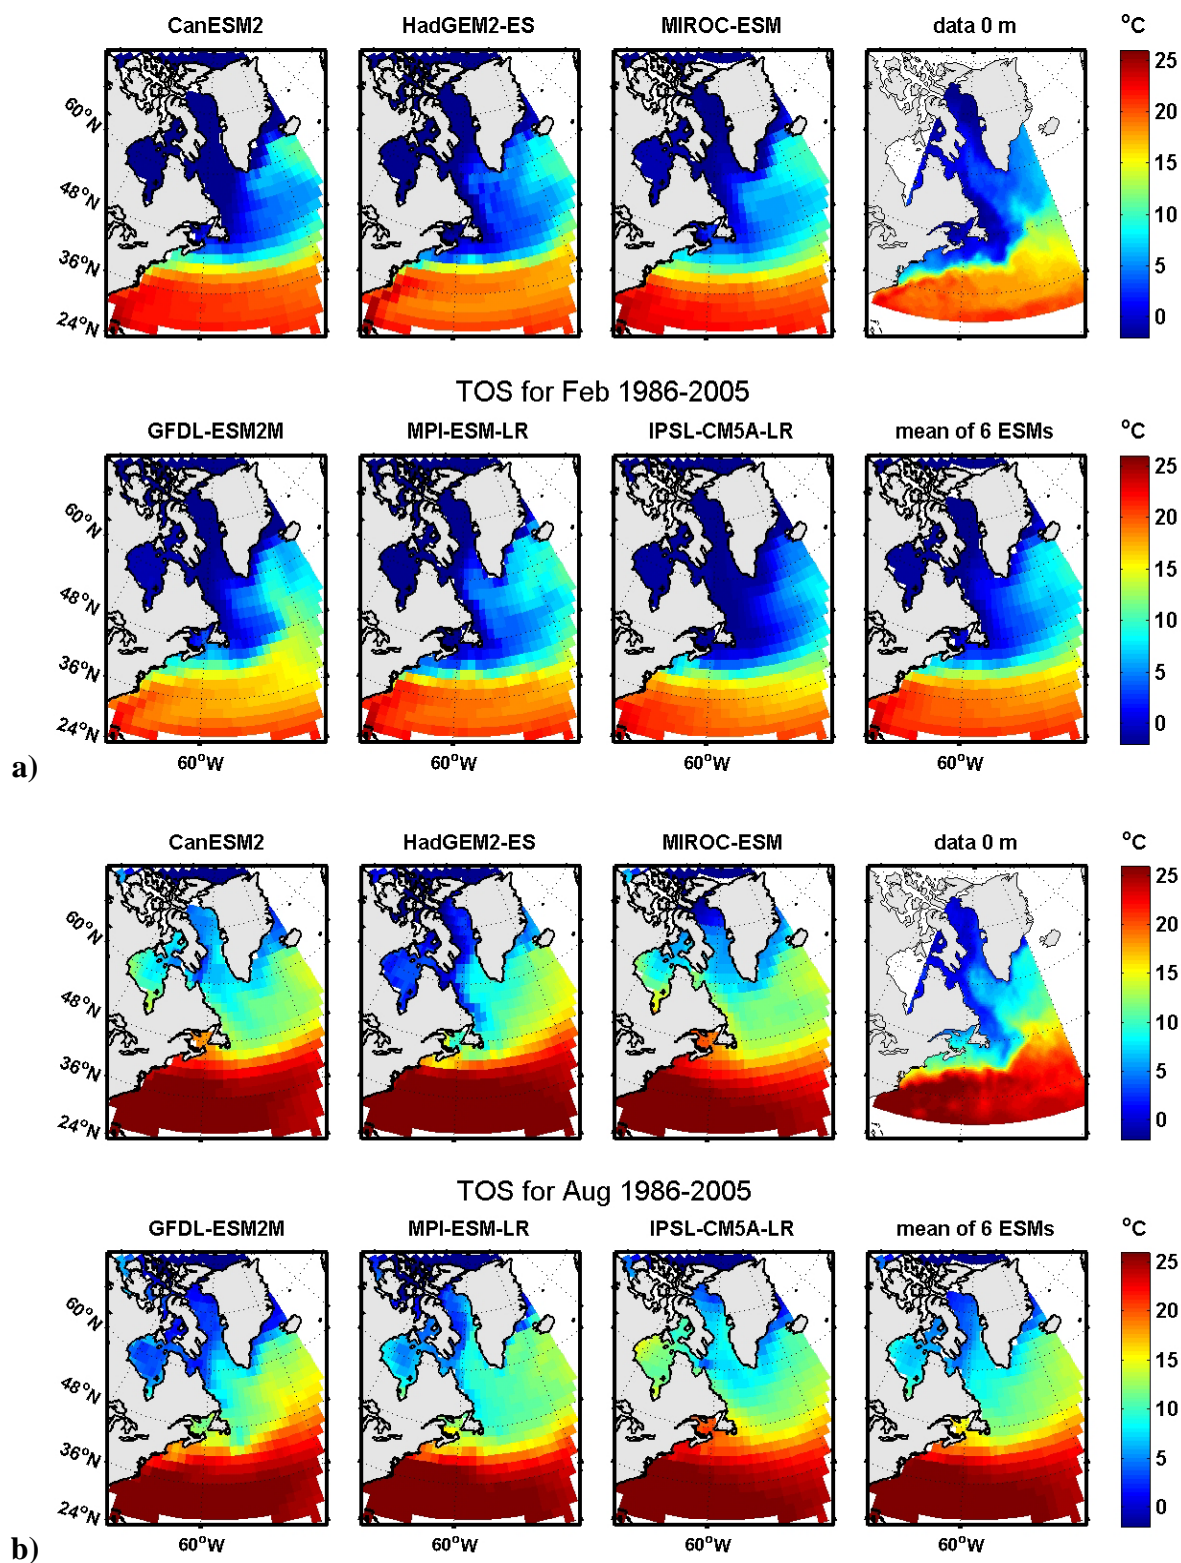 CanESM2 HadGEM2-ES MIROC-ESM data 0 m °C
60°N
48°N
36°N
24°N
60°W
25
20
15
10
5
0
TOS for Feb 1986-2005
GFDL-ESM2M MPI-ESM-LR IPSL-CM5A-LR mean of 6 ESMs °C
60°N
48°N
36°N
24°N
60°W 60°W 60°W 60°W
25
20
15
10
5
0
a)
CanESM2 HadGEM2-ES MIROC-ESM data 0 m °C
60°N
48°N
36°N
24°N
25
20
15
10
5
0
TOS for Aug 1986-2005
GFDL-ESM2M MPI-ESM-LR IPSL-CM5A-LR mean of 6 ESMs °C
60°N
48°N
36°N
24°N
60°W 60°W 60°W 60°W
25
20
15
10
5
0
b)